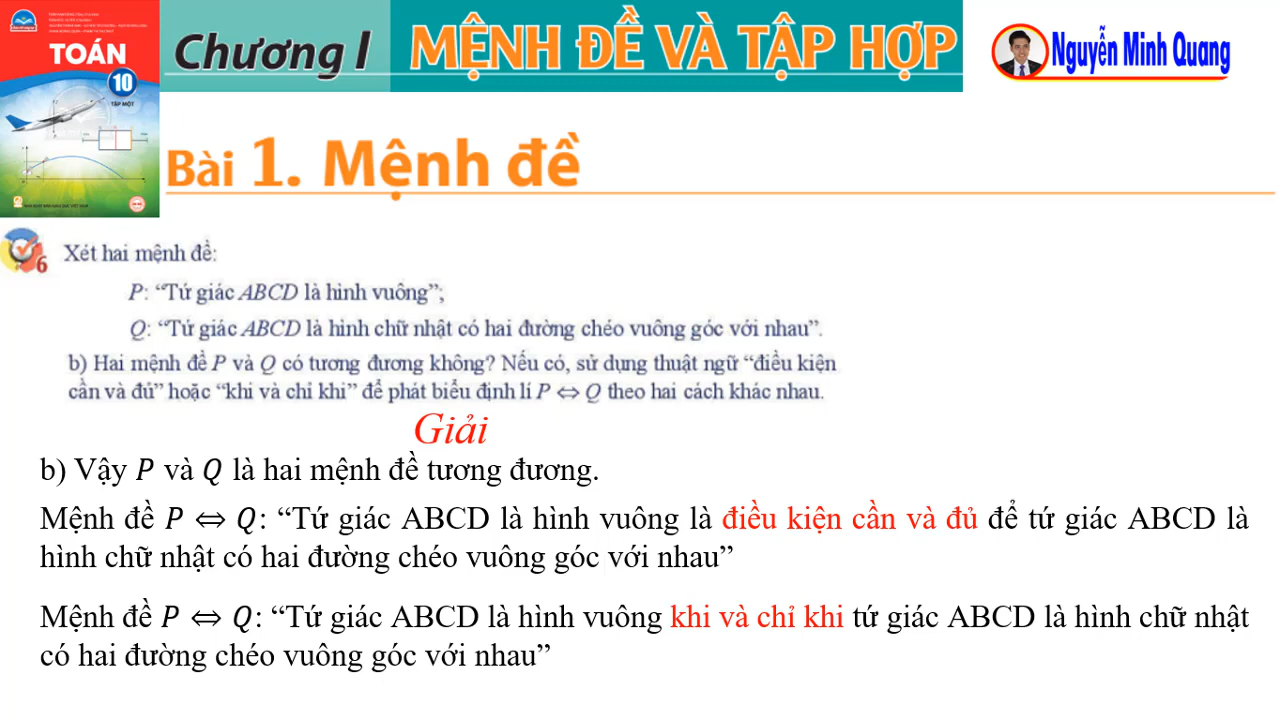 TOÁN
10
TẬP MỘT
Chương I MỆNH ĐỀ VÀ TẬP HỢP
Nguyễn Minh Quang
Bài 1. Mệnh đề
6 Xét hai mệnh đề:
P: “Tứ giác ABCD là hình vuông”;
Q: “Tứ giác ABCD là hình chữ nhật có hai đường chéo vuông góc với nhau”.
b) Hai mệnh đề P và Q có tương đương không? Nếu có, sử dụng thuật ngữ “điều kiện
cần và đủ” hoặc “khi và chỉ khi” để phát biểu định lí P ⇔ Q theo hai cách khác nhau.
Giải
b) Vậy P và Q là hai mệnh đề tương đương.
Mệnh đề P ⇔ Q: “Tứ giác ABCD là hình vuông là điều kiện cần và đủ để tứ giác ABCD là
hình chữ nhật có hai đường chéo vuông góc với nhau”
Mệnh đề P ⇔ Q: “Tứ giác ABCD là hình vuông khi và chỉ khi tứ giác ABCD là hình chữ nhật
có hai đường chéo vuông góc với nhau”